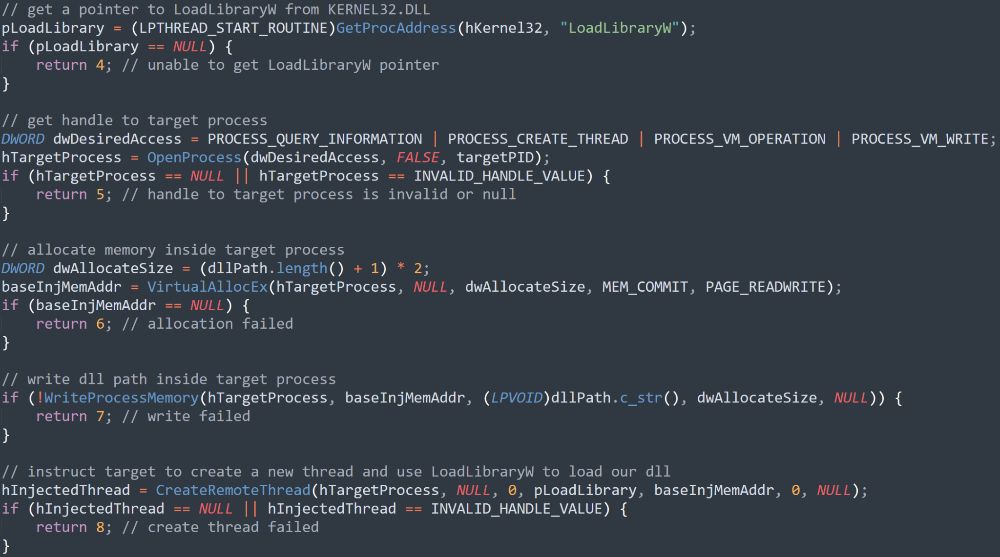 // get a pointer to LoadLibraryW from KERNEL32.DLL
pLoadLibrary = (LPTHREAD_START_ROUTINE)GetProcAddress(hKernel32, "LoadLibraryW");
if (pLoadLibrary == NULL) {
    return 4; // unable to get LoadLibraryW pointer
}

// get handle to target process
DWORD dwDesiredAccess = PROCESS_QUERY_INFORMATION | PROCESS_CREATE_THREAD | PROCESS_VM_OPERATION | PROCESS_VM_WRITE;
hTargetProcess = OpenProcess(dwDesiredAccess, FALSE, targetPID);
if (hTargetProcess == NULL || hTargetProcess == INVALID_HANDLE_VALUE) {
    return 5; // handle to target process is invalid or null
}

// allocate memory inside target process
DWORD dwAllocateSize = (dllPath.length() + 1) * 2;
baseInjMemAddr = VirtualAllocEx(hTargetProcess, NULL, dwAllocateSize, MEM_COMMIT, PAGE_READWRITE);
if (baseInjMemAddr == NULL) {
    return 6; // allocation failed
}

// write dll path inside target process
if (!WriteProcessMemory(hTargetProcess, baseInjMemAddr, (LPVOID)dllPath.c_str(), dwAllocateSize, NULL)) {
    return 7; // write failed
}

// instruct target to create a new thread and use LoadLibraryW to load our dll
hInjectedThread = CreateRemoteThread(hTargetProcess, NULL, 0, pLoadLibrary, baseInjMemAddr, 0, NULL);
if (hInjectedThread == NULL || hInjectedThread == INVALID_HANDLE_VALUE) {
    return 8; // create thread failed
}